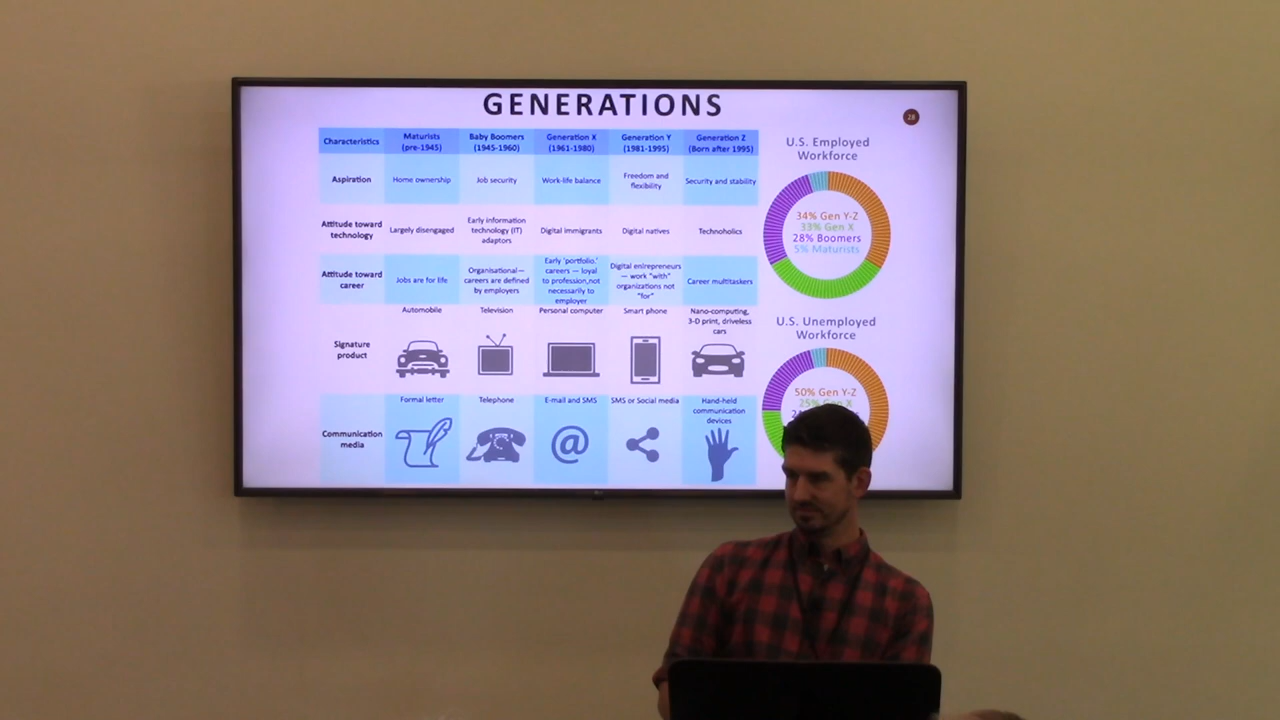 GENERATIONS
28
Characteristics
Maturists
(pre-1945)
Baby Boomers
(1945-1960)
Generation X
(1961-1980)
Generation Y
(1981-1995)
Generation Z
(Born after 1995)
Aspiration
Home ownership
Job security
Work-life balance
Freedom and
flexibility
Security and stability
Attitude toward
technology
Largely disengaged
Early information
technology (IT)
adaptors
Digital immigrants
Digital natives
Technoholics
Attitude toward
career
Jobs are for life
Organisational—
careers are defined
by employers
Early 'portfolio.'
careers — loyal
to profession,not
necessarily to
employer
Digital enirepreneurs
— work "with"
organizations not
"for"
Career multitaskers
Signature
product
Automobile
Television
Personal computer
Smart phone
Nano-computing,
3-D print, driveless
cars
Communication
media
Formal letter
Telephone
E-mail and SMS
SMS or Social media
Hand-held
communication
devices
@
U.S. Employed
Workforce
34% Gen Y-Z
33% Gen X
28% Boomers
5% Maturists
U.S. Unemployed
Workforce
50% Gen Y-Z
25% Gen X